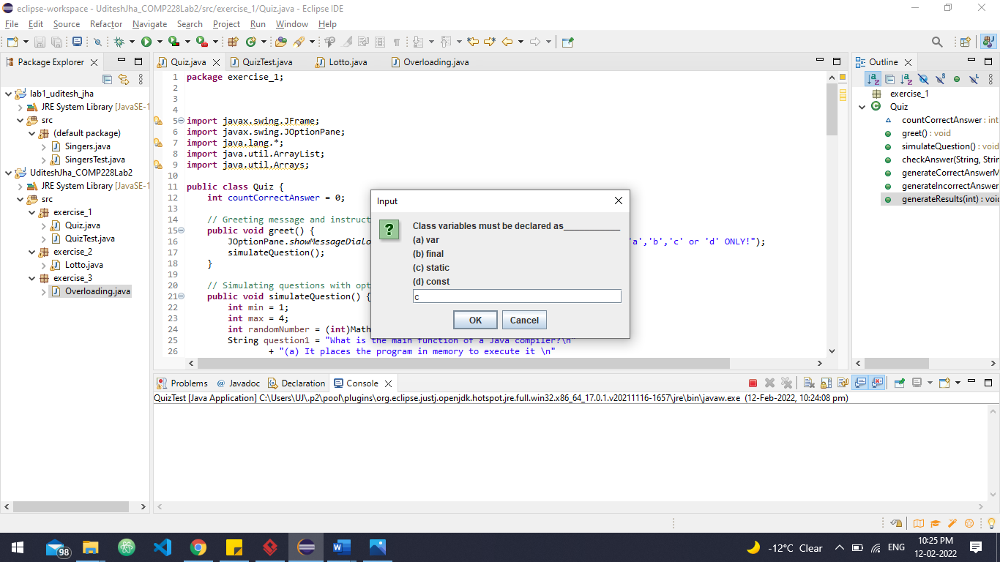 eclipse-workspace - UditeshJha_COMP228Lab2/src/exercise_1/Quiz.java - Eclipse IDE
File Edit Source Refactor Navigate Search Project Run Window Help
Package Explorer
lab1_uditesh_jha
JRE System Library [JavaSE-1
src
(default package)
Singers.java
SingersTest.java
UditeshJha_COMP228Lab2
JRE System Library [JavaSE-1
src
exercise_1
Quiz.java
QuizTest.java
exercise_2
Lotto.java
exercise_3
Overloading.java
Quiz.java QuizTest.java Lotto.java Overloading.java
1 package exercise_1;
2
3
4
5 import javax.swing.JFrame;
6 import javax.swing.JOptionPane;
7 import java.lang.*;
8 import java.util.ArrayList;
9 import java.util.Arrays;
10
11 public class Quiz {
12 int countCorrectAnswer = 0;
13
14 // Greeting message and instruct
15 public void greet() {
16 JOptionPane.showMessageDialo 'a','b','c' or 'd' ONLY!");
17 simulateQuestion();
18 }
19
20 // Simulating questions with opt
21 public void simulateQuestion() {
22 int min = 1;
23 int max = 4;
24 int randomNumber = (int)Math
25 String question1 = "What is the main function of a Java compiler?\n"
26 + "(a) It places the program in memory to execute it \n"
Input
Class variables must be declared as____________
(a) var
(b) final
(c) static
(d) const
c
OK Cancel
Outline
exercise_1
Quiz
countCorrectAnswer : int
greet() : void
simulateQuestion() : void
checkAnswer(String, Strin
generateCorrectAnswerM
generateIncorrectAnswer
generateResults(int) : void
Problems @ Javadoc Declaration Console
QuizTest [Java Application] C:\Users\UJ\.p2\pool\plugins\org.eclipse.justj.openjdk.hotspot.jre.full.win32.x86_64_17.0.1.v20211116-1657\jre\bin\javaw.exe (12-Feb-2022, 10:24:08 pm)
98
-12°C Clear
ENG
10:25 PM
12-02-2022